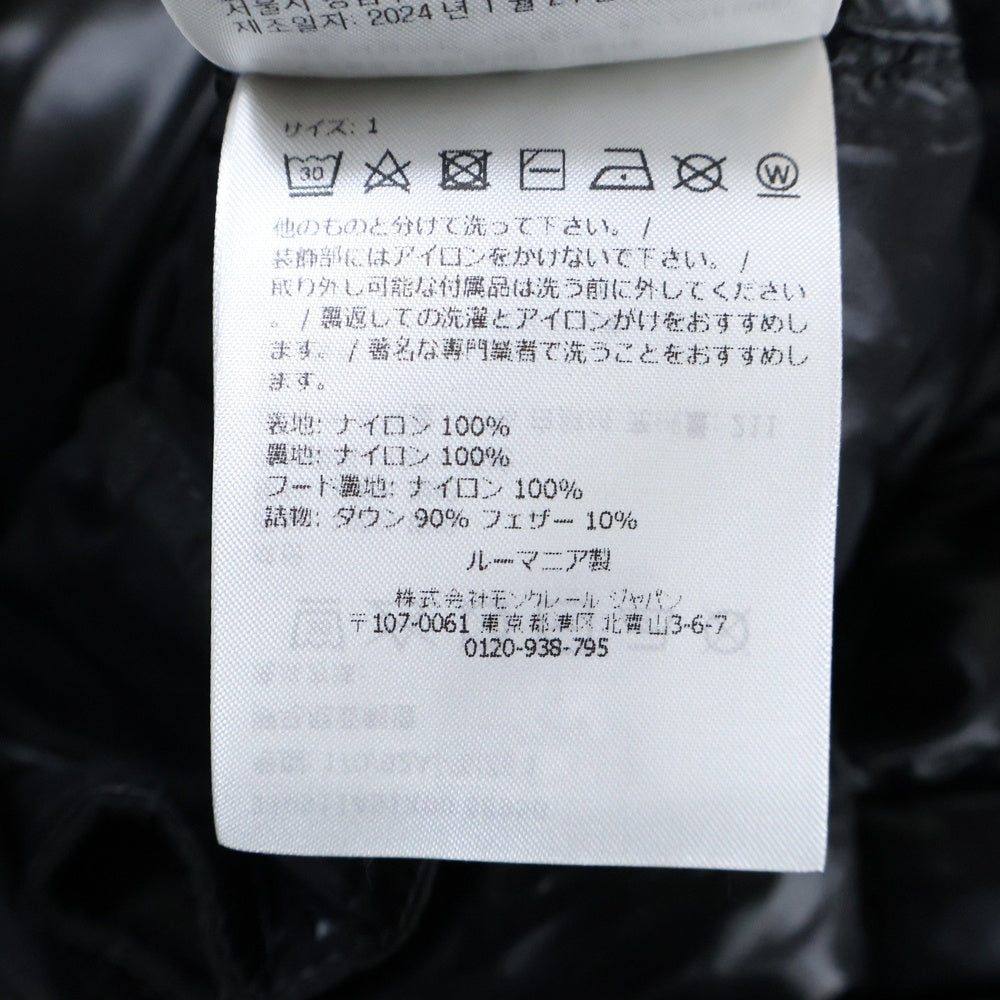 제조일자: 2024년 1월
サイズ: 1
30
W
他のものと分けて洗って下さい。 /
装飾部にはアイロンをかけないで下さい。 /
取り外し可能な付属品は洗う前に外してください
。 / 裏返しての洗濯とアイロンがけをおすすめし
ます。 / 著名な専門業者で洗うことをおすすめし
ます。
表地: ナイロン 100%
裏地: ナイロン 100%
フード裏地: ナイロン 100%
詰物: ダウン 90% フェザー 10%
ルーマニア製
株式会社モンクレール ジャパン
〒107-0061 東京都港区北青山3-6-7
0120-938-795